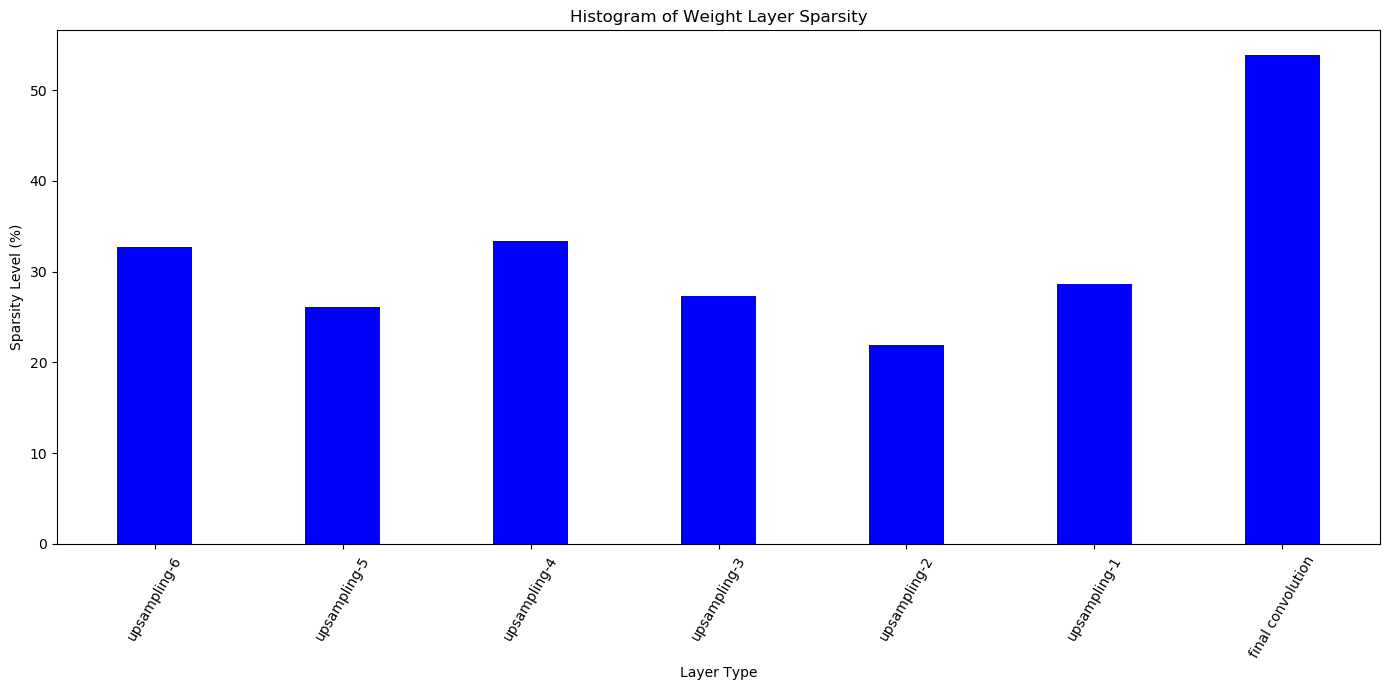 Histogram of Weight Layer Sparsity
Sparsity Level (%)
50
40
30
20
10
0
upsampling-6
upsampling-5
upsampling-4
upsampling-3
upsampling-2
upsampling-1
final convolution
Layer Type